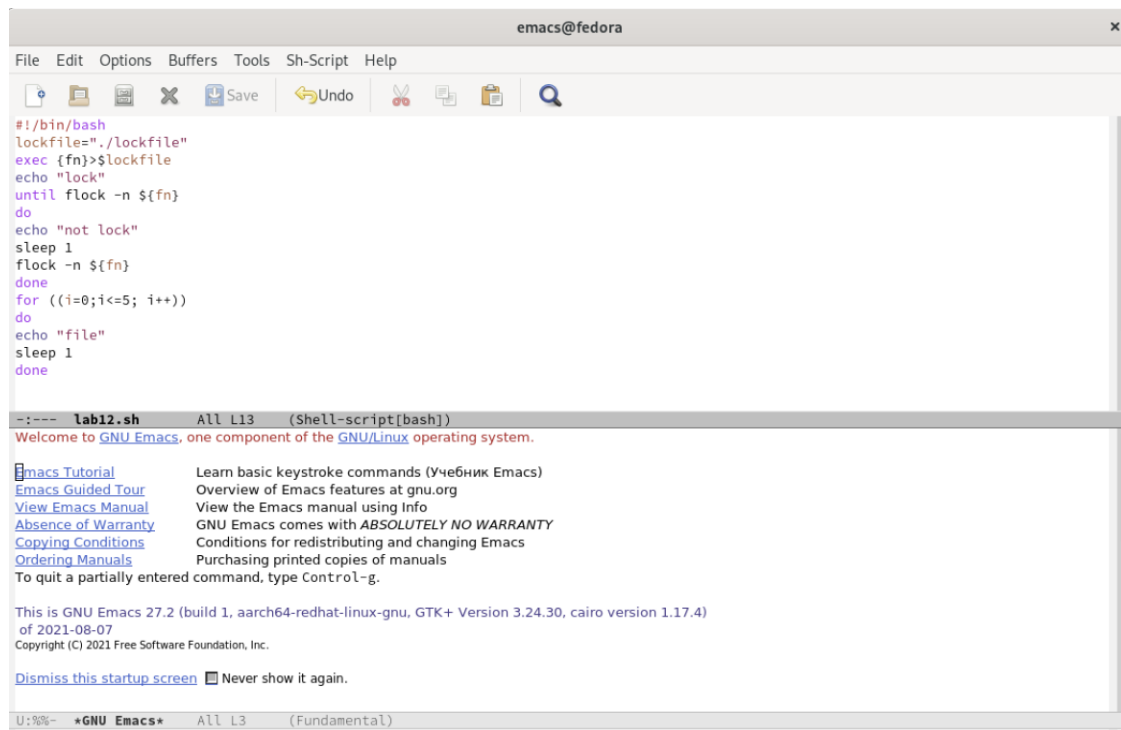 emacs@fedora ×
File Edit Options Buffers Tools Sh-Script Help
Save Undo
#!/bin/bash
lockfile="./lockfile"
exec {fn}>$lockfile
echo "lock"
until flock -n ${fn}
do
echo "not lock"
sleep 1
flock -n ${fn}
done
for ((i=0;i<=5; i++))
do
echo "file"
sleep 1
done
-:--- lab12.sh All L13 (Shell-script[bash])
Welcome to GNU Emacs, one component of the GNU/Linux operating system.
Emacs Tutorial Learn basic keystroke commands (Учебник Emacs)
Emacs Guided Tour Overview of Emacs features at gnu.org
View Emacs Manual View the Emacs manual using Info
Absence of Warranty GNU Emacs comes with ABSOLUTELY NO WARRANTY
Copying Conditions Conditions for redistributing and changing Emacs
Ordering Manuals Purchasing printed copies of manuals
To quit a partially entered command, type Control-g.
This is GNU Emacs 27.2 (build 1, aarch64-redhat-linux-gnu, GTK+ Version 3.24.30, cairo version 1.17.4)
of 2021-08-07
Copyright (C) 2021 Free Software Foundation, Inc.
Dismiss this startup screen Never show it again.
U:%%- *GNU Emacs* All L3 (Fundamental)